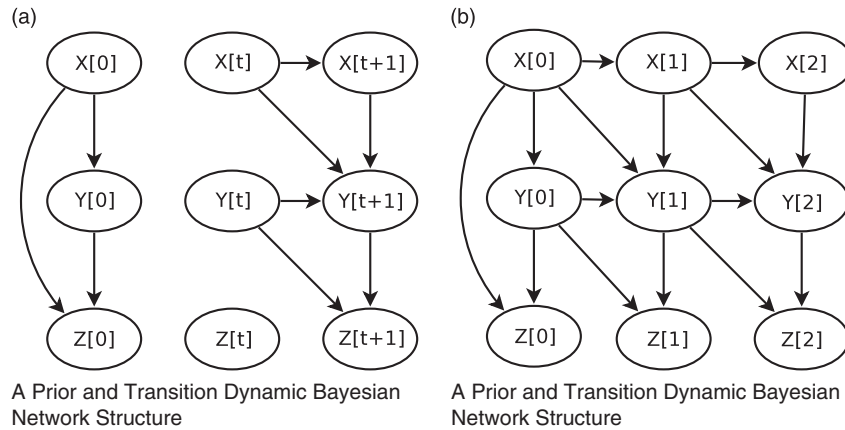 (a)
X[0]
X[t]
X[t+1]
Y[0]
Y[t]
Y[t+1]
Z[0]
Z[t]
Z[t+1]
A Prior and Transition Dynamic Bayesian
Network Structure
(b)
X[0]
X[1]
X[2]
Y[0]
Y[1]
Y[2]
Z[0]
Z[1]
Z[2]
A Prior and Transition Dynamic Bayesian
Network Structure